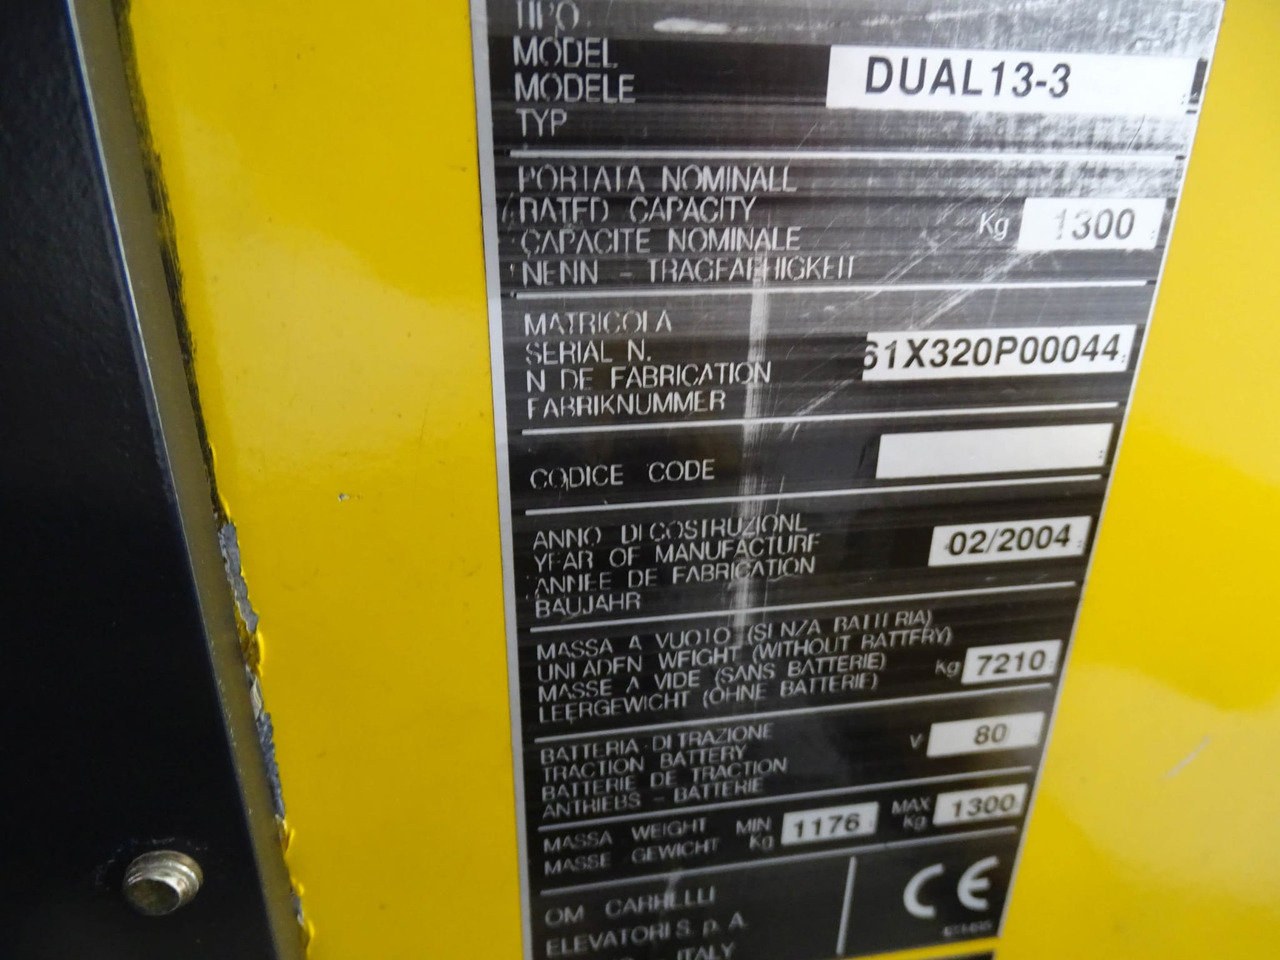 TIPO
MODEL
MODÈLE DUAL13-3
TYP
PORTATA NOMINALE
RATED CAPACITY Kg 1300
CAPACITE NOMINALE
NENN - TRAGFAEHIGKEIT
MATRICOLA
SERIAL N. 61X320P00044
N DE FABRICATION
FABRIKNUMMER
CODICE CODE
ANNO DI COSTRUZIONE
YEAR OF MANUFACTURE 02/2004
ANNEE DE FABRICATION
BAUJAHR
MASSA A VUOTO (SENZA BATTERIA)
UNLADEN WEIGHT (WITHOUT BATTERY) Kg 7210
MASSE A VIDE (SANS BATTERIE)
LEERGEWICHT (OHNE BATTERIE)
BATTERIA DI TRAZIONE
TRACTION BATTERY V 80
BATTERIE DE TRACTION
ANTRIEBS - BATTERIE
MASSA WEIGHT MIN Kg 1176 MAX Kg 1300
MASSE GEWICHT
OM CARRELLI
ELEVATORI S.p.A. CE
ITALY